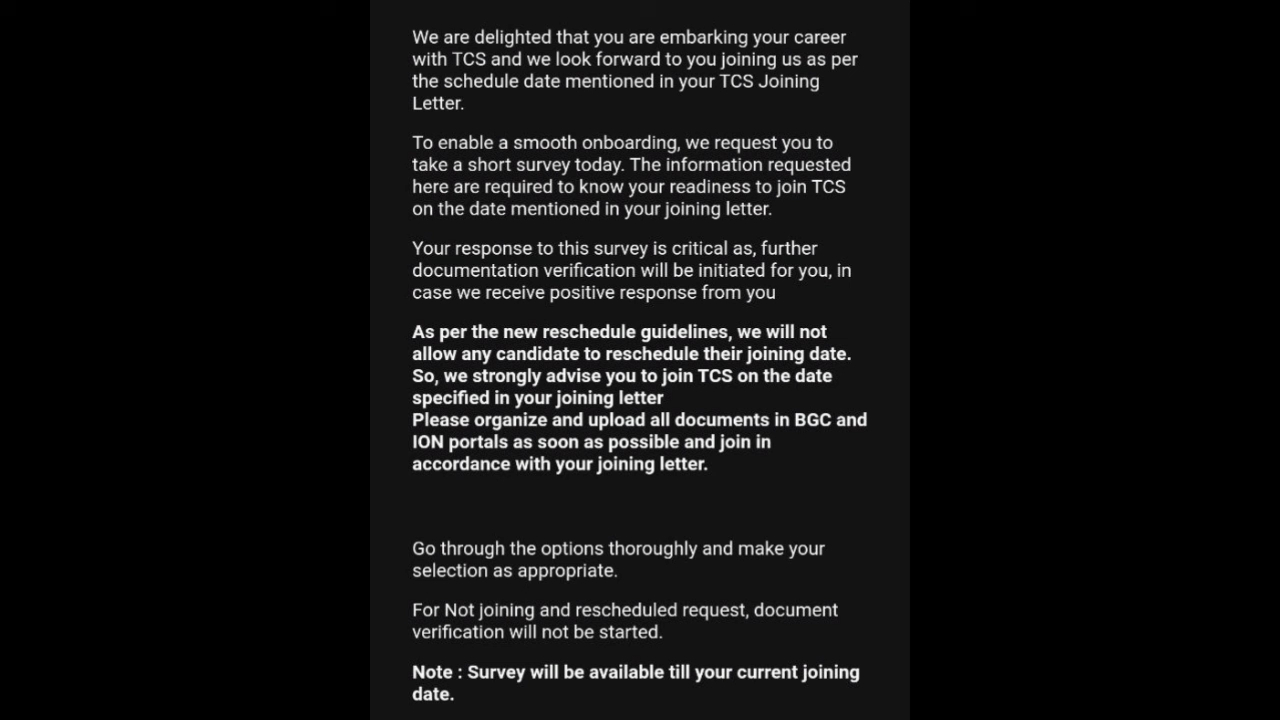 We are delighted that you are embarking your career
with TCS and we look forward to you joining us as per
the schedule date mentioned in your TCS Joining
Letter.
To enable a smooth onboarding, we request you to
take a short survey today. The information requested
here are required to know your readiness to join TCS
on the date mentioned in your joining letter.
Your response to this survey is critical as, further
documentation verification will be initiated for you, in
case we receive positive response from you
As per the new reschedule guidelines, we will not
allow any candidate to reschedule their joining date.
So, we strongly advise you to join TCS on the date
specified in your joining letter
Please organize and upload all documents in BGC and
ION portals as soon as possible and join in
accordance with your joining letter.
Go through the options thoroughly and make your
selection as appropriate.
For Not joining and rescheduled request, document
verification will not be started.
Note : Survey will be available till your current joining
date.